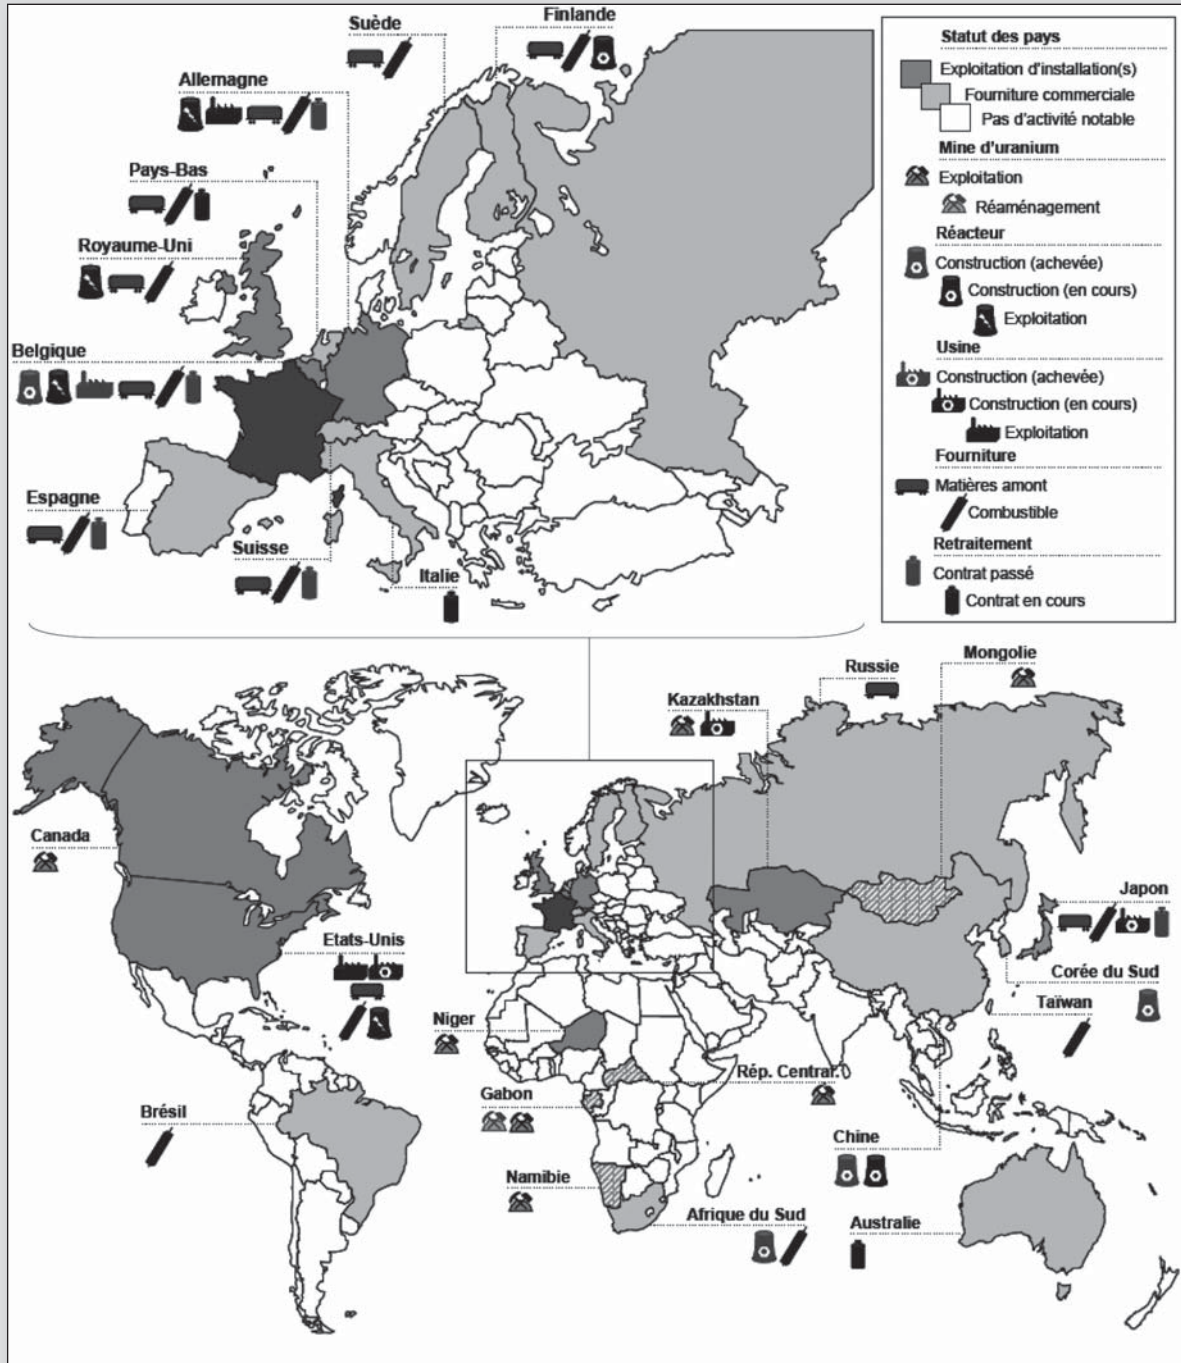 Suède
Finlande
Allemagne
Pays-Bas
Royaume-Uni
Belgique
Espagne
Suisse
Italie
Statut des pays
Exploitation d'installation(s)
Fourniture commerciale
Pas d'activité notable
Mine d'uranium
Exploitation
Réaménagement
Réacteur
Construction (achevée)
Construction (en cours)
Exploitation
Usine
Construction (achevée)
Construction (en cours)
Exploitation
Fourniture
Matières amont
Combustible
Retraitement
Contrat passé
Contrat en cours
Mongolie
Russie
Kazakhstan
Canada
Etats-Unis
Japon
Corée du Sud
Taïwan
Niger
Rép. Centraf.
Gabon
Brésil
Chine
Namibie
Afrique du Sud
Australie